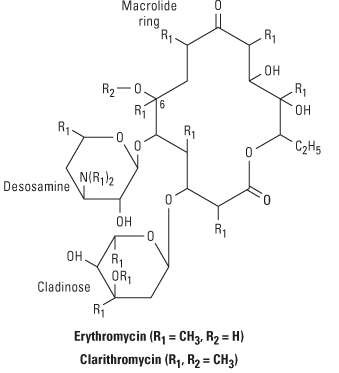 Macrolide
ring
O
R1
R1
OH
R2—O
R1
6
R1
OH
R1
O
O
R1
C2H5
O
N(R1)2
Desosamine
O
O
OH
R1
O
OH
R1
OR1
Cladinose
R1
Erythromycin (R1 = CH3, R2 = H)
Clarithromycin (R1, R2 = CH3)